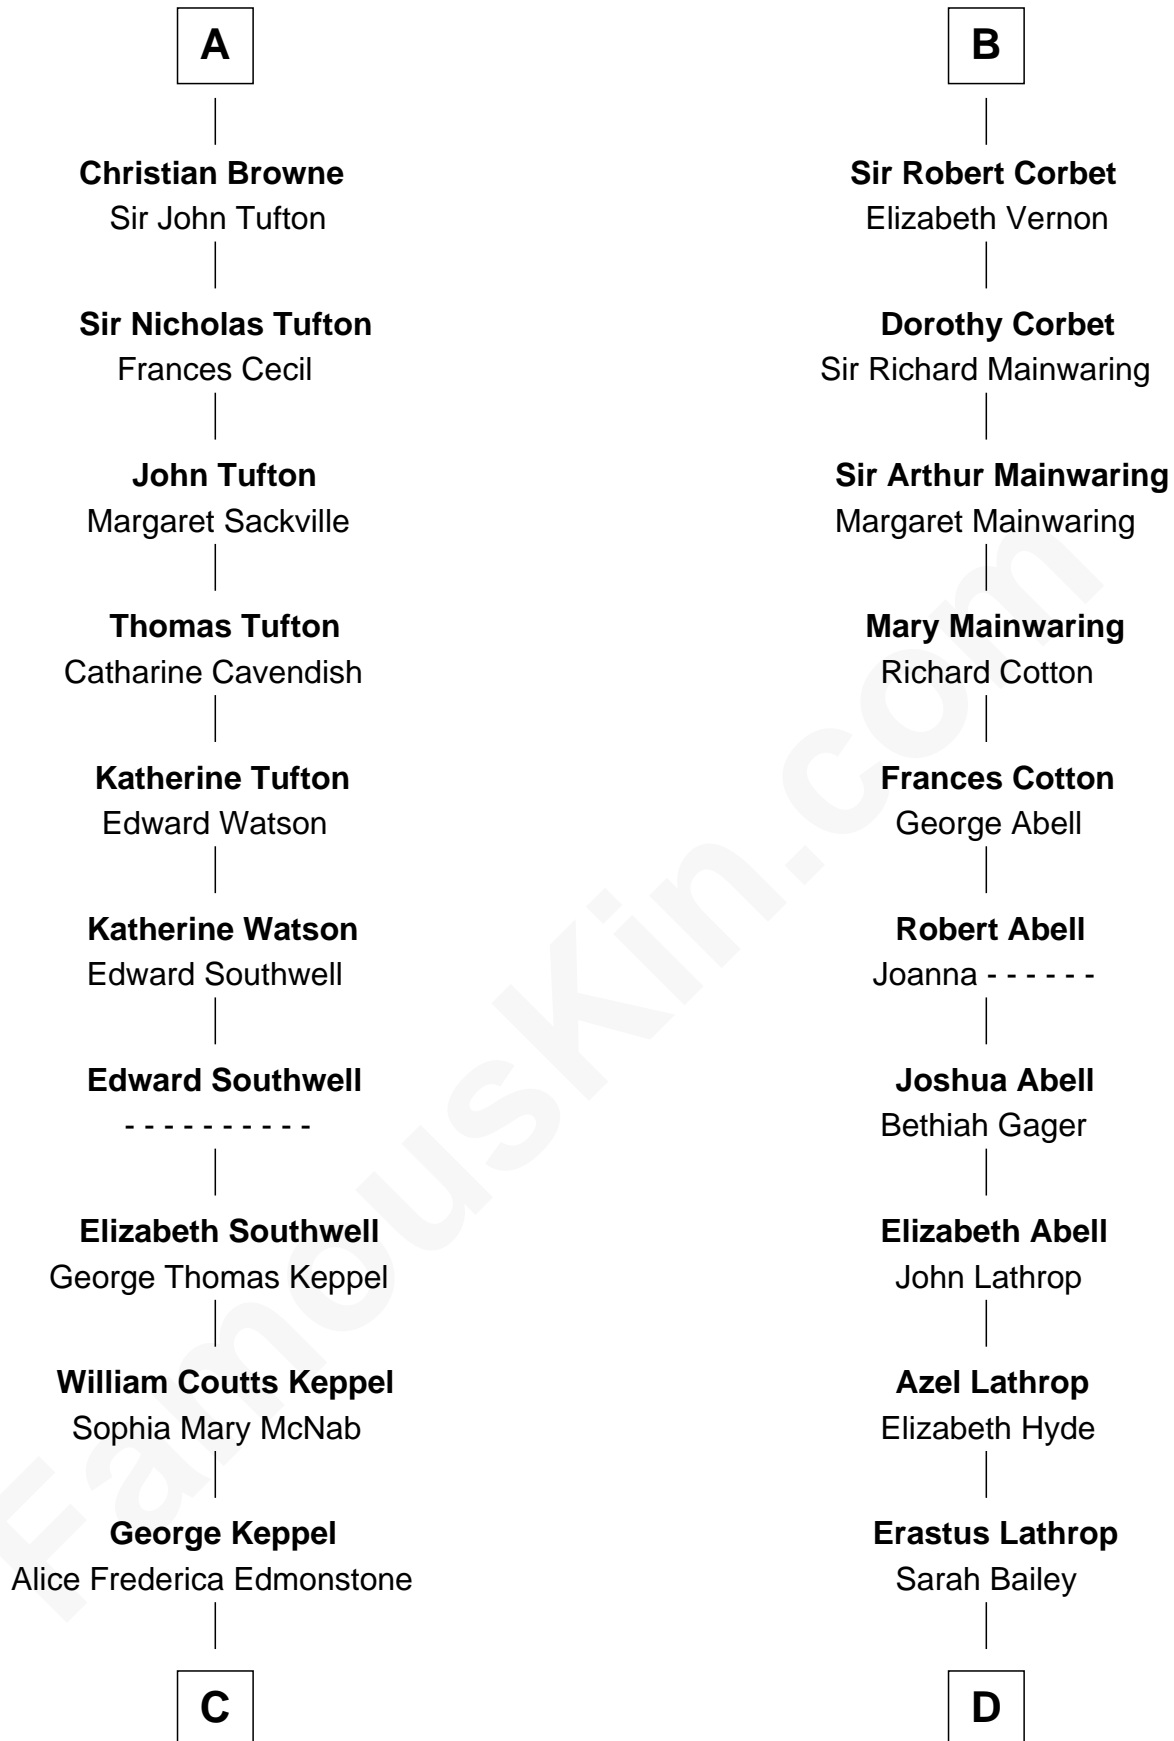 A
Christian Browne
Sir John Tufton
Sir Nicholas Tufton
Frances Cecil
John Tufton
Margaret Sackville
Thomas Tufton
Catharine Cavendish
Katherine Tufton
Edward Watson
Katherine Watson
Edward Southwell
Edward Southwell
- - - - - - - - - -
Elizabeth Southwell
George Thomas Keppel
William Coutts Keppel
Sophia Mary McNab
George Keppel
Alice Frederica Edmonstone
C
B
Sir Robert Corbet
Elizabeth Vernon
Dorothy Corbet
Sir Richard Mainwaring
Sir Arthur Mainwaring
Margaret Mainwaring
Mary Mainwaring
Richard Cotton
Frances Cotton
George Abell
Robert Abell
Joanna - - - - - -
Joshua Abell
Bethiah Gager
Elizabeth Abell
John Lathrop
Azel Lathrop
Elizabeth Hyde
Erastus Lathrop
Sarah Bailey
D
FamousKin.com